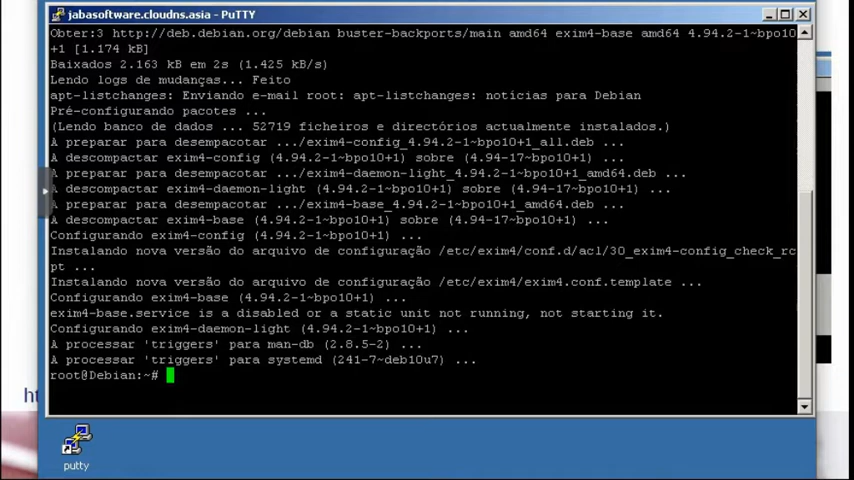 jabasoftware.cloudns.asia - PuTTY
Obter:3 http://deb.debian.org/debian buster-backports/main amd64 exim4-base amd64 4.94.2-1~bpo10
+1 [1.174 kB]
Baixados 2.163 kB em 2s (1.425 kB/s)
Lendo logs de mudanças... Feito
apt-listchanges: Enviando e-mail root: apt-listchanges: notícias para Debian
Pré-configurando pacotes ...
(Lendo banco de dados ... 52719 ficheiros e directórios actualmente instalados.)
A preparar para desempacotar .../exim4-config_4.94.2-1~bpo10+1_all.deb ...
A descompactar exim4-config (4.94.2-1~bpo10+1) sobre (4.94-17~bpo10+1) ...
A preparar para desempacotar .../exim4-daemon-light_4.94.2-1~bpo10+1_amd64.deb ...
A descompactar exim4-daemon-light (4.94.2-1~bpo10+1) sobre (4.94-17~bpo10+1) ...
A preparar para desempacotar .../exim4-base_4.94.2-1~bpo10+1_amd64.deb ...
A descompactar exim4-base (4.94.2-1~bpo10+1) sobre (4.94-17~bpo10+1) ...
Configurando exim4-config (4.94.2-1~bpo10+1) ...
Instalando nova versão do arquivo de configuração /etc/exim4/conf.d/acl/30_exim4-config_check_rc
pt ...
Instalando nova versão do arquivo de configuração /etc/exim4/exim4.conf.template ...
Configurando exim4-base (4.94.2-1~bpo10+1) ...
exim4-base.service is a disabled or a static unit not running, not starting it.
Configurando exim4-daemon-light (4.94.2-1~bpo10+1) ...
A processar 'triggers' para man-db (2.8.5-2) ...
A processar 'triggers' para systemd (241-7~deb10u7) ...
root@Debian:~#
ht
putty